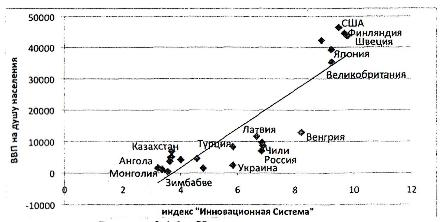 50000
40000
30000
20000
10000
0
-10000
ВВП на душу населения
США
Финляндия
Швеция
Япония
Великобритания
Латвия
Венгрия
Турция
Казахстан
Чили
Россия
Ангола
Украина
Монголия
Зимбабве
0 2 4 6 8 10 12
индекс "Инновационная Система"